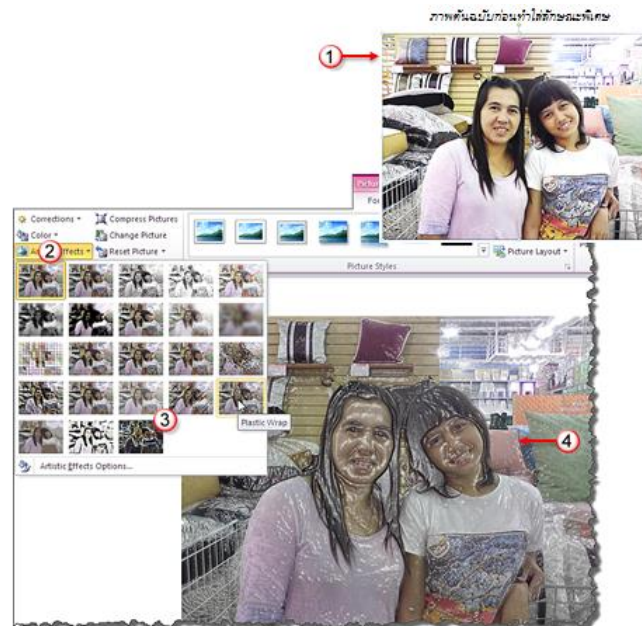 ภาพต้นฉบับก่อนทำใส่ลักษณะพิเศษ
1
Corrections
Compress Pictures
Color
Change Picture
2
Reset Picture
Picture Layout
Picture Styles
3
Plastic Wrap
4
Artistic Effects Options...